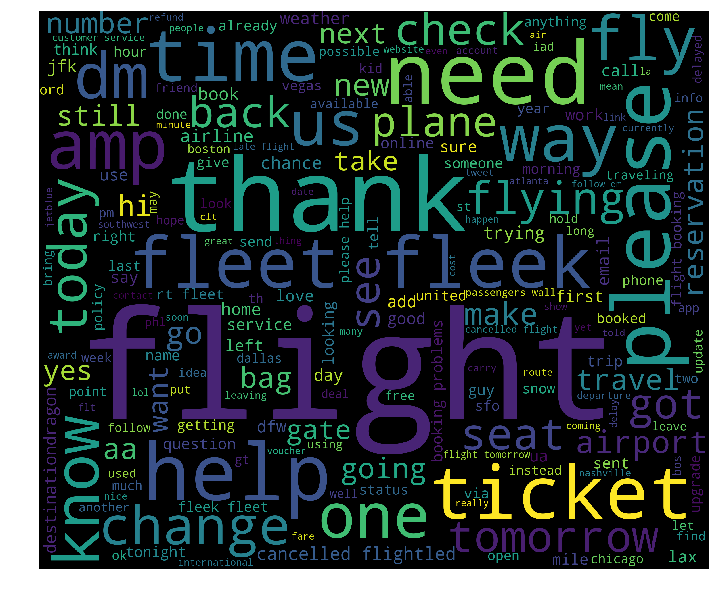 number
refund
people
already
weather
next
check
fly
customer service
think
hour
time
possible
website
even
account
air
iad
come
delayed
jfk
dm
friend
vegas
kid
need
call
la
ord
minute
book
new
available
able
year
mean
link
info
still
done
back
us
plane
way
work
currently
amp
boston
late flight
airline
online
sure
someone
morning
traveling
give
chance
take
please
use
thank
flying
atlanta
follow
hi
look
date
tweet
st
happen
hold
jetblue
today
pm
southwest
may
hope
clt
please help
trying
long
reservation
right
great
thing
fleet
fleek
see
tell
email
phone
flight booking
bring
last
send
cost
app
say
rt fleet
th
love
add
united
passengers wall
show
first
policy
contact
phl
home
looking
good
make
cancelled flight
yet
told
booked
update
go
soon
service
many
flight
trip
two
award
week
name
left
dallas
yes
want
idea
bag
day
guy
snow
travel
point
lol
put
leaving
deal
free
route
sfo
departure
got
leave
flt
follow
getting
dfw
gate
booking problems
seat
delay
coming
know
aa
question
gt
using
flight tomorrow
ua
airport
destinationdragon
used
help
voucher
going
really
instead
sent
nashville
bos
upgrade
much
nice
well
status
ticket
via
another
change
fleek fleet
one
fare
tomorrow
let
find
ok
tonight
cancelled flightled
open
mile
chicago
lax
international